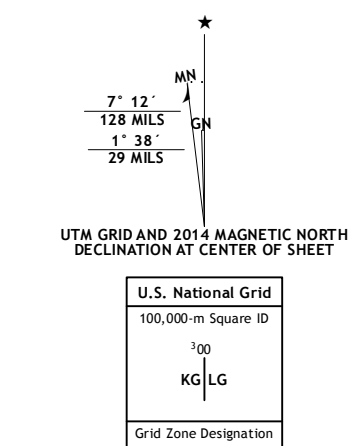 ★
MN
7° 12´
128 MILS
GN
1° 38´
29 MILS
UTM GRID AND 2014 MAGNETIC NORTH
DECLINATION AT CENTER OF SHEET
U.S. National Grid
100,000-m Square ID
³00
KG LG
Grid Zone Designation